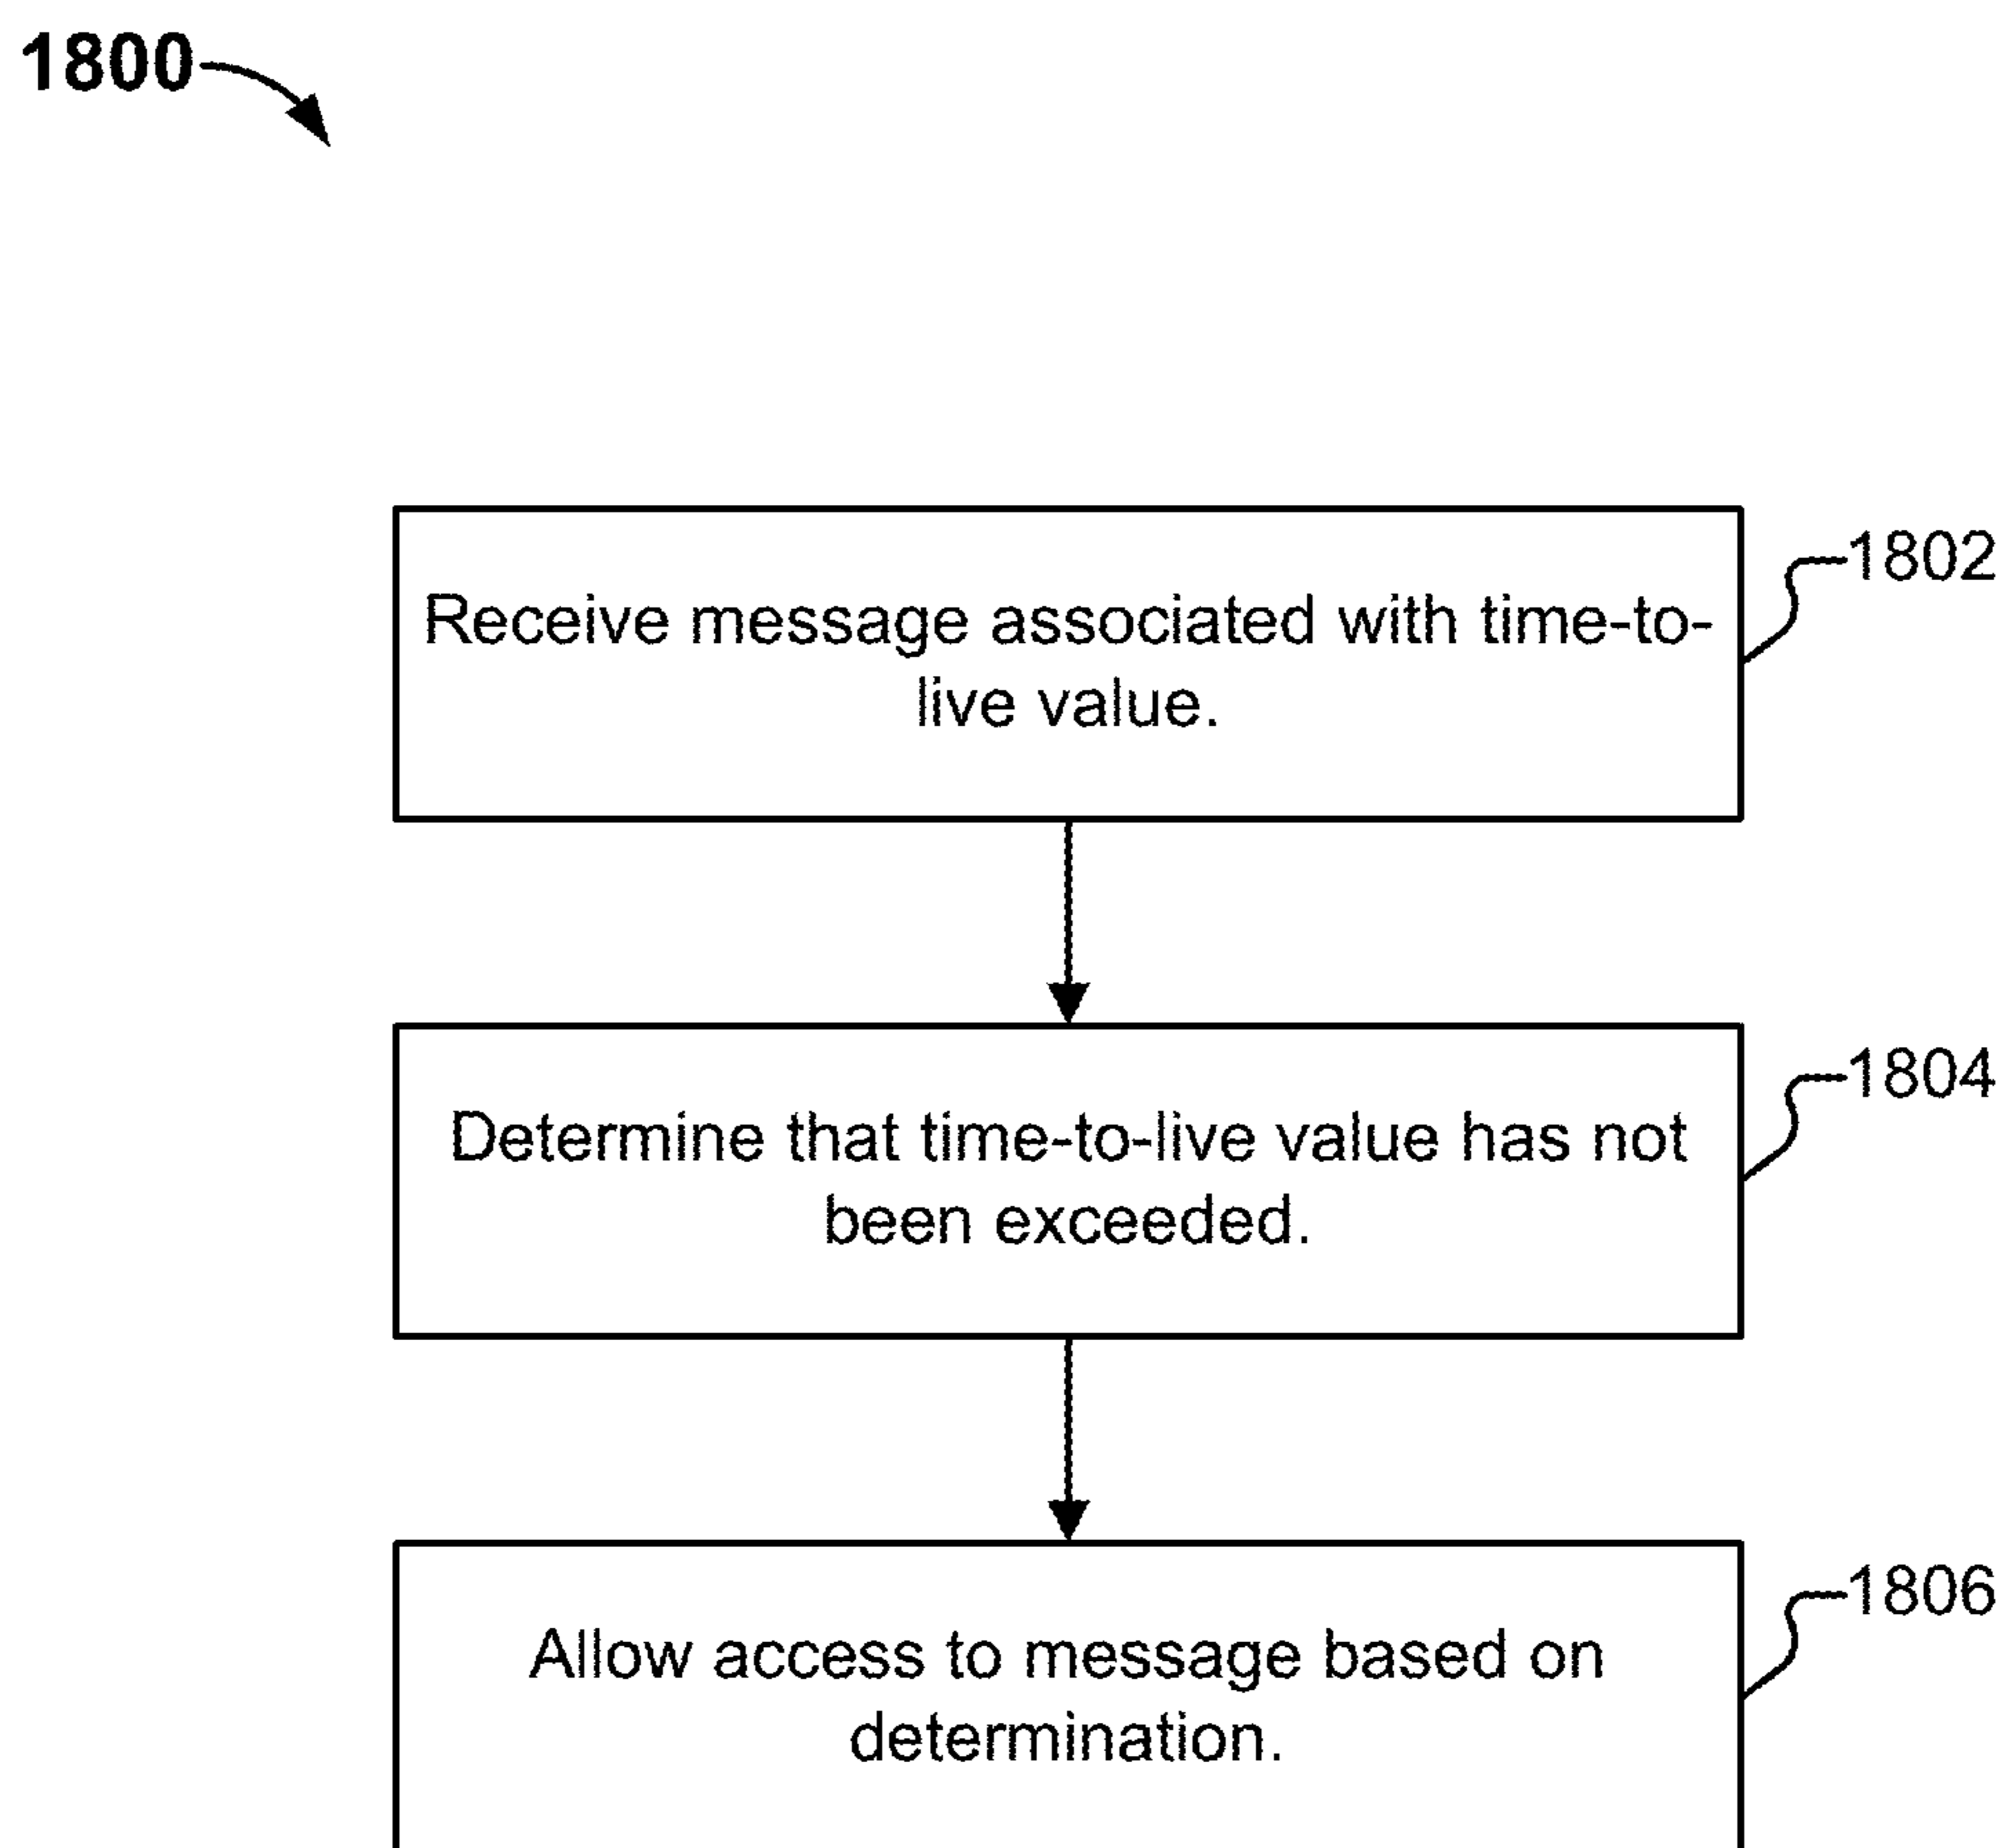 1800
Receive message associated with time-to-
live value.
1802
Determine that time-to-live value has not
been exceeded.
1804
Allow access to message based on
determination.
1806